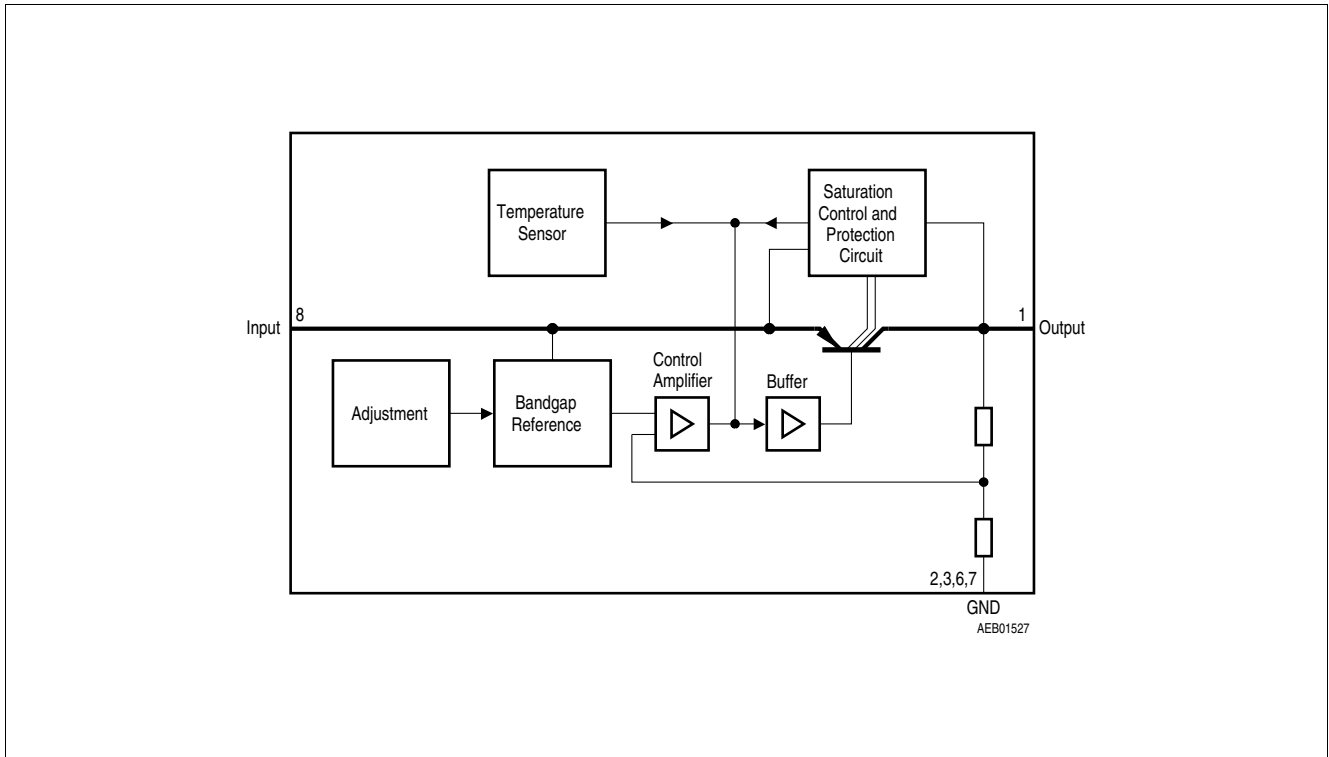 Temperature
Sensor
Saturation
Control and
Protection
Circuit
Input
8
1
Output
Adjustment
Bandgap
Reference
Control
Amplifier
Buffer
2,3,6,7
GND
AEB01527